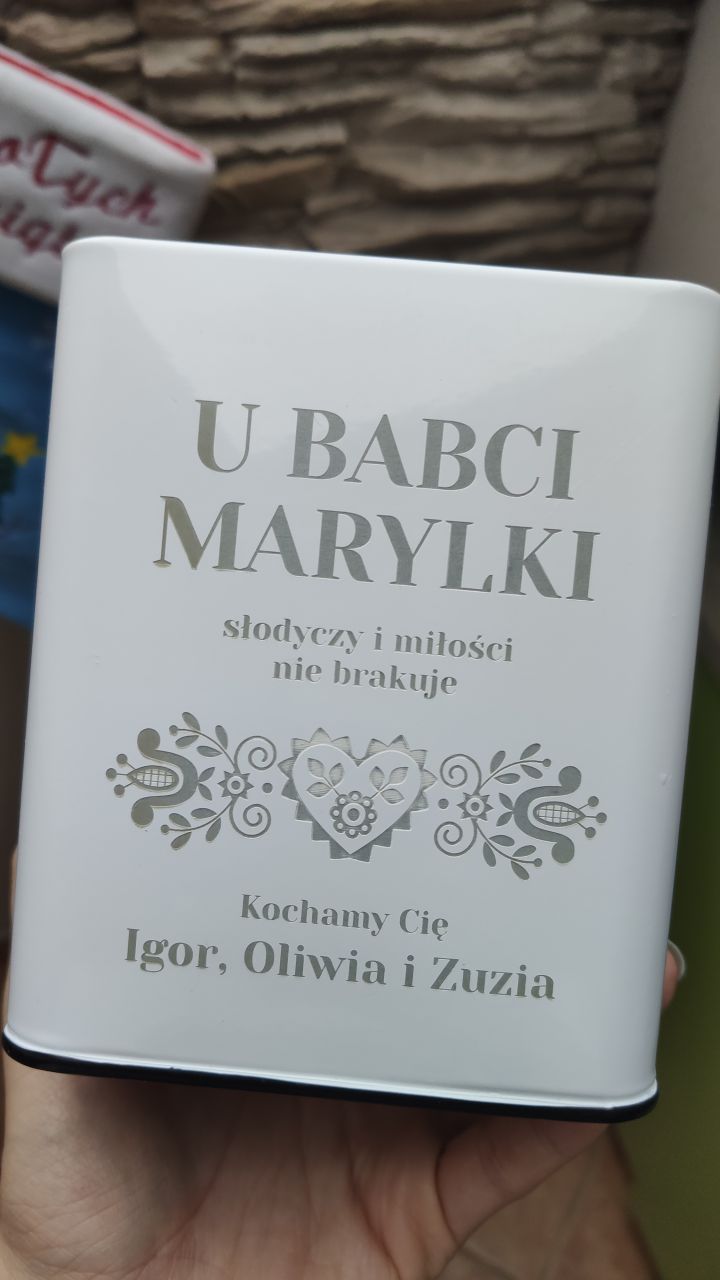 U BABCI
MARYLKI
słodyczy i miłości
nie brakuje
Kochamy Cię
Igor, Oliwia i Zuzia